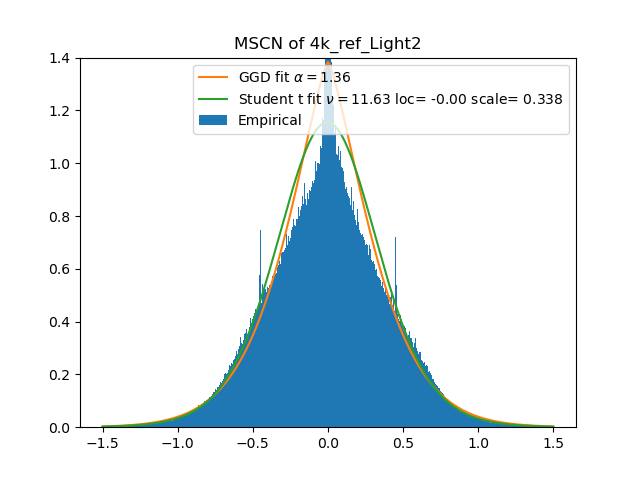 MSCN of 4k_ref_Light2
GGD fit α = 1.36
Student t fit ν = 11.63 loc= -0.00 scale= 0.338
Empirical
1.4
1.2
1.0
0.8
0.6
0.4
0.2
0.0
−1.5 −1.0 −0.5 0.0 0.5 1.0 1.5